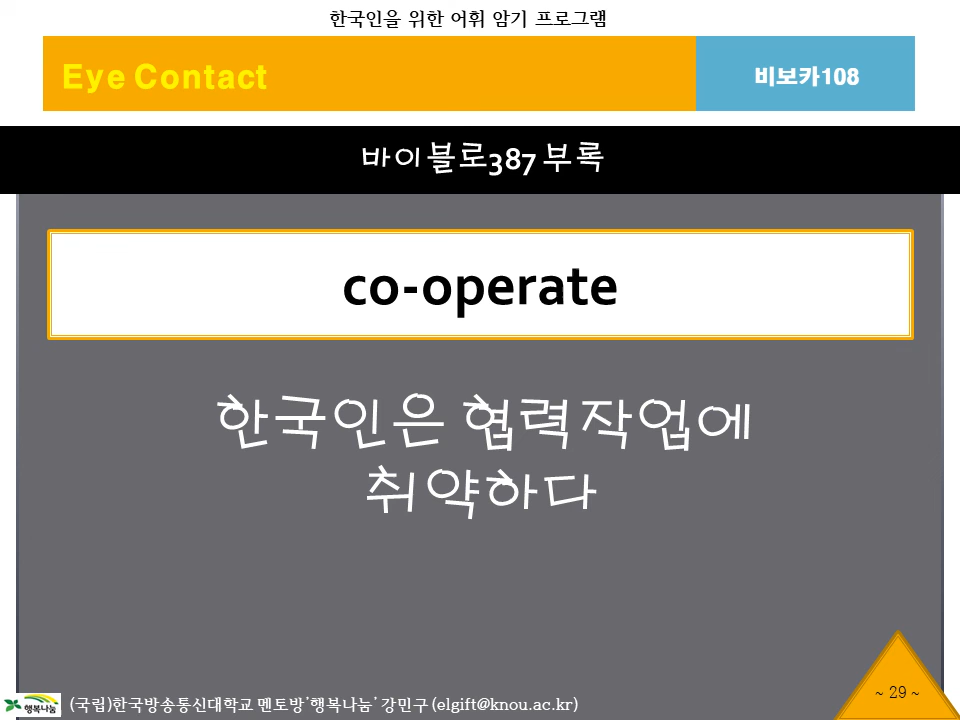 한국인을 위한 어휘 암기 프로그램
Eye Contact
비보카108
바이블로387 부록
co-operate
한국인은 협력작업에
취약하다
행복나눔
(국립)한국방송통신대학교 멘토방'행복나눔' 강민구 (elgift@knou.ac.kr)
~ 29 ~